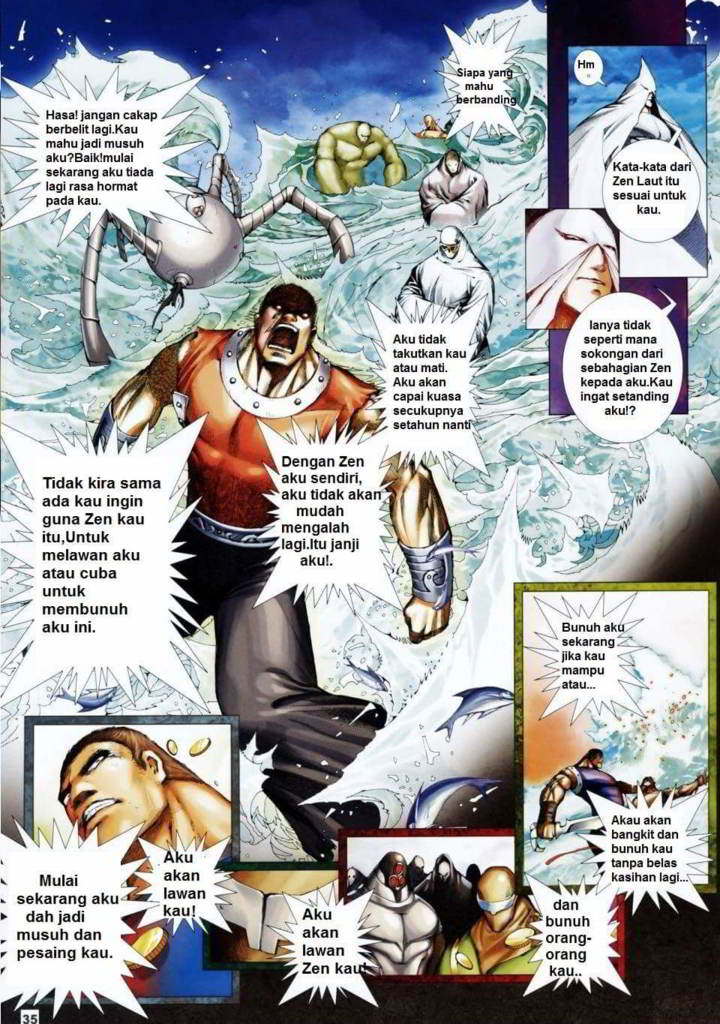 Hasa! jangan cakap
berbelit lagi.Kau
mahu jadi musuh
aku?Baik!mulai
sekarang aku tiada
lagi rasa hormat
pada kau.
Siapa yang
mahu
berbanding
Hm
Kata-kata dari
Zen Laut itu
sesuai untuk
kau.
Ianya tidak
seperti mana
sokongan dari
sebahagian Zen
kepada aku.Kau
ingat setanding
aku!?
Aku tidak
takutkan kau
atau mati.
Aku akan
capai kuasa
secukupnya
setahun nanti
Dengan Zen
aku sendiri,
aku tidak akan
mudah
mengalah
lagi.Itu janji
aku!.
Tidak kira sama
ada kau ingin
guna Zen kau
itu,Untuk
melawan aku
atau cuba
untuk
membunuh
aku ini.
Bunuh aku
sekarang
jika kau
mampu
atau...
Akau akan
bangkit dan
bunuh kau
tanpa belas
kasihan lagi...
Mulai
sekarang aku
dah jadi
musuh dan
pesaing kau.
Aku
akan
lawan
kau!
Aku
akan
lawan
Zen kau!
dan
bunuh
orang-
orang
kau..
35